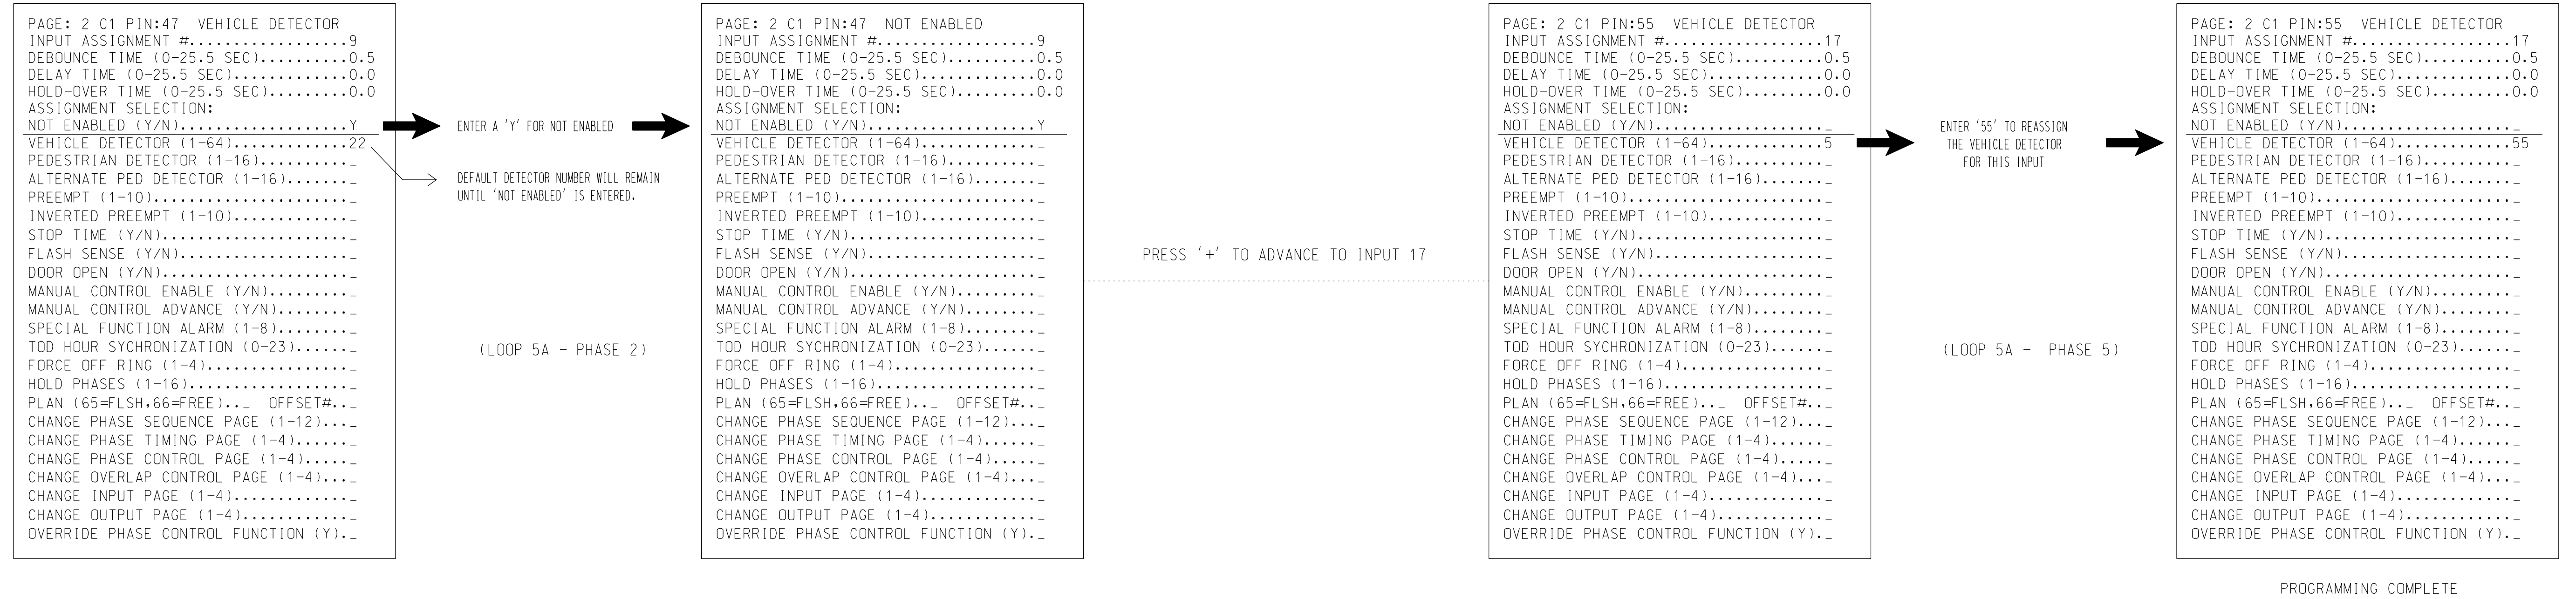 PAGE: 2 C1 PIN:47  VEHICLE DETECTOR
INPUT ASSIGNMENT #..................9
DEBOUNCE TIME (0-25.5 SEC)..........0.5
DELAY TIME (0-25.5 SEC).............0.0
HOLD-OVER TIME (0-25.5 SEC).........0.0
ASSIGNMENT SELECTION:
NOT ENABLED (Y/N)...................Y
VEHICLE DETECTOR (1-64).............22
PEDESTRIAN DETECTOR (1-16).........._
ALTERNATE PED DETECTOR (1-16)......._
PREEMPT (1-10)......................_
INVERTED PREEMPT (1-10)............._
STOP TIME (Y/N)....................._
FLASH SENSE (Y/N)..................._
DOOR OPEN (Y/N)....................._
MANUAL CONTROL ENABLE (Y/N)........._
MANUAL CONTROL ADVANCE (Y/N)........_
SPECIAL FUNCTION ALARM (1-8)........_
TOD HOUR SYCHRONIZATION (0-23)......_
FORCE OFF RING (1-4)................_
HOLD PHASES (1-16).................._
PLAN (65=FLSH,66=FREE).._  OFFSET#.._
CHANGE PHASE SEQUENCE PAGE (1-12)..._
CHANGE PHASE TIMING PAGE (1-4)......_
CHANGE PHASE CONTROL PAGE (1-4)....._
CHANGE OVERLAP CONTROL PAGE (1-4)..._
CHANGE INPUT PAGE (1-4)............._
CHANGE OUTPUT PAGE (1-4)............_
OVERRIDE PHASE CONTROL FUNCTION (Y)._
ENTER A 'Y' FOR NOT ENABLED
DEFAULT DETECTOR NUMBER WILL REMAIN
UNTIL 'NOT ENABLED' IS ENTERED.
(LOOP 5A - PHASE 2)
PAGE: 2 C1 PIN:47  NOT ENABLED
INPUT ASSIGNMENT #..................9
DEBOUNCE TIME (0-25.5 SEC)..........0.5
DELAY TIME (0-25.5 SEC).............0.0
HOLD-OVER TIME (0-25.5 SEC).........0.0
ASSIGNMENT SELECTION:
NOT ENABLED (Y/N)...................Y
VEHICLE DETECTOR (1-64)............._
PEDESTRIAN DETECTOR (1-16).........._
ALTERNATE PED DETECTOR (1-16)......._
PREEMPT (1-10)......................_
INVERTED PREEMPT (1-10)............._
STOP TIME (Y/N)....................._
FLASH SENSE (Y/N)..................._
DOOR OPEN (Y/N)....................._
MANUAL CONTROL ENABLE (Y/N)........._
MANUAL CONTROL ADVANCE (Y/N)........_
SPECIAL FUNCTION ALARM (1-8)........_
TOD HOUR SYCHRONIZATION (0-23)......_
FORCE OFF RING (1-4)................_
HOLD PHASES (1-16).................._
PLAN (65=FLSH,66=FREE).._  OFFSET#.._
CHANGE PHASE SEQUENCE PAGE (1-12)..._
CHANGE PHASE TIMING PAGE (1-4)......_
CHANGE PHASE CONTROL PAGE (1-4)....._
CHANGE OVERLAP CONTROL PAGE (1-4)..._
CHANGE INPUT PAGE (1-4)............._
CHANGE OUTPUT PAGE (1-4)............_
OVERRIDE PHASE CONTROL FUNCTION (Y)._
PRESS '+' TO ADVANCE TO INPUT 17
PAGE: 2 C1 PIN:55  VEHICLE DETECTOR
INPUT ASSIGNMENT #..................17
DEBOUNCE TIME (0-25.5 SEC)..........0.5
DELAY TIME (0-25.5 SEC).............0.0
HOLD-OVER TIME (0-25.5 SEC).........0.0
ASSIGNMENT SELECTION:
NOT ENABLED (Y/N)..................._
VEHICLE DETECTOR (1-64).............5
PEDESTRIAN DETECTOR (1-16).........._
ALTERNATE PED DETECTOR (1-16)......._
PREEMPT (1-10)......................_
INVERTED PREEMPT (1-10)............._
STOP TIME (Y/N)....................._
FLASH SENSE (Y/N)..................._
DOOR OPEN (Y/N)....................._
MANUAL CONTROL ENABLE (Y/N)........._
MANUAL CONTROL ADVANCE (Y/N)........_
SPECIAL FUNCTION ALARM (1-8)........_
TOD HOUR SYCHRONIZATION (0-23)......_
FORCE OFF RING (1-4)................_
HOLD PHASES (1-16).................._
PLAN (65=FLSH,66=FREE).._  OFFSET#.._
CHANGE PHASE SEQUENCE PAGE (1-12)..._
CHANGE PHASE TIMING PAGE (1-4)......_
CHANGE PHASE CONTROL PAGE (1-4)....._
CHANGE OVERLAP CONTROL PAGE (1-4)..._
CHANGE INPUT PAGE (1-4)............._
CHANGE OUTPUT PAGE (1-4)............_
OVERRIDE PHASE CONTROL FUNCTION (Y)._
ENTER '55' TO REASSIGN
THE VEHICLE DETECTOR
FOR THIS INPUT
(LOOP 5A -  PHASE 5)
PAGE: 2 C1 PIN:55  VEHICLE DETECTOR
INPUT ASSIGNMENT #..................17
DEBOUNCE TIME (0-25.5 SEC)..........0.5
DELAY TIME (0-25.5 SEC).............0.0
HOLD-OVER TIME (0-25.5 SEC).........0.0
ASSIGNMENT SELECTION:
NOT ENABLED (Y/N)..................._
VEHICLE DETECTOR (1-64).............55
PEDESTRIAN DETECTOR (1-16).........._
ALTERNATE PED DETECTOR (1-16)......._
PREEMPT (1-10)......................_
INVERTED PREEMPT (1-10)............._
STOP TIME (Y/N)....................._
FLASH SENSE (Y/N)..................._
DOOR OPEN (Y/N)....................._
MANUAL CONTROL ENABLE (Y/N)........._
MANUAL CONTROL ADVANCE (Y/N)........_
SPECIAL FUNCTION ALARM (1-8)........_
TOD HOUR SYCHRONIZATION (0-23)......_
FORCE OFF RING (1-4)................_
HOLD PHASES (1-16).................._
PLAN (65=FLSH,66=FREE).._  OFFSET#.._
CHANGE PHASE SEQUENCE PAGE (1-12)..._
CHANGE PHASE TIMING PAGE (1-4)......_
CHANGE PHASE CONTROL PAGE (1-4)....._
CHANGE OVERLAP CONTROL PAGE (1-4)..._
CHANGE INPUT PAGE (1-4)............._
CHANGE OUTPUT PAGE (1-4)............_
OVERRIDE PHASE CONTROL FUNCTION (Y)._
PROGRAMMING COMPLETE